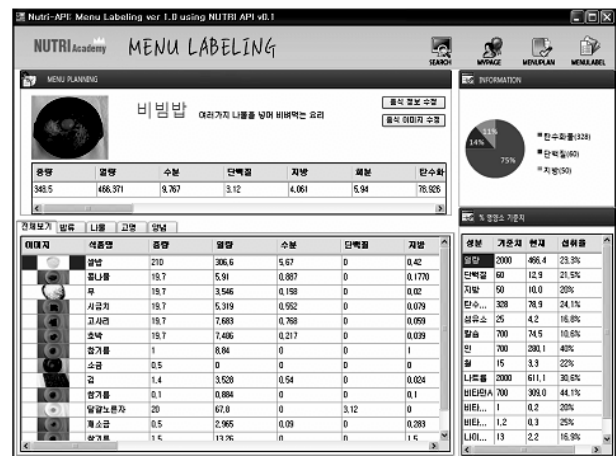 Nutri-API: Menu Labeling ver 1.0 using NUTRI API v0.1
NUTRI Academy MENU LABELING
SEARCH MYPAGE MENUPLAN MENULABEL
MENU PLANNING
비빔밥 여러가지 나물을 넣어 비벼먹는 요리
음식 정보 수정
음식 이미지 수정
중량 열량 수분 단백질 지방 회분 탄수화
348.5 466.371 9.767 3.12 4.061 5.94 78.926
INFORMATION
11%
14%
75%
탄수화물(328)
단백질(60)
지방(50)
전체보기 밥류 나물 고명 양념
이미지 식품명 중량 열량 수분 단백질 지방
쌀밥 210 306.6 5.67 0 0.42
콩나물 19.7 5.91 0.887 0 0.1770
무 19.7 3.546 0.158 0 0.02
시금치 19.7 5.319 0.552 0 0.079
고사리 19.7 7.683 0.768 0 0.059
호박 19.7 7.486 0.217 0 0.039
참기름 1 8.84 0 0 1
소금 0.5 0 0 0 0
김 1.4 3.528 0.54 0 0.024
참기름 0.1 0.884 0 0 0.1
달걀노른자 20 67.8 0 3.12 0
깨소금 0.5 2.965 0.09 0 0.283
참기름 1.5 13.26 0 0 1.5
% 영양소 기준치
성분 기준치 현재 섭취율
열량 2000 466.4 23.3%
단백질 60 12.9 21.5%
지방 50 10.0 20%
탄수... 328 78.9 24.1%
섬유소 25 4.2 16.8%
칼슘 700 74.5 10.6%
인 700 280.1 40%
철 15 3.3 22%
나트륨 2000 611.1 30.6%
비타민A 700 309.0 44.1%
비타... 1 0.2 20%
비타... 1.2 0.3 25%
나이... 13 2.2 16.9%